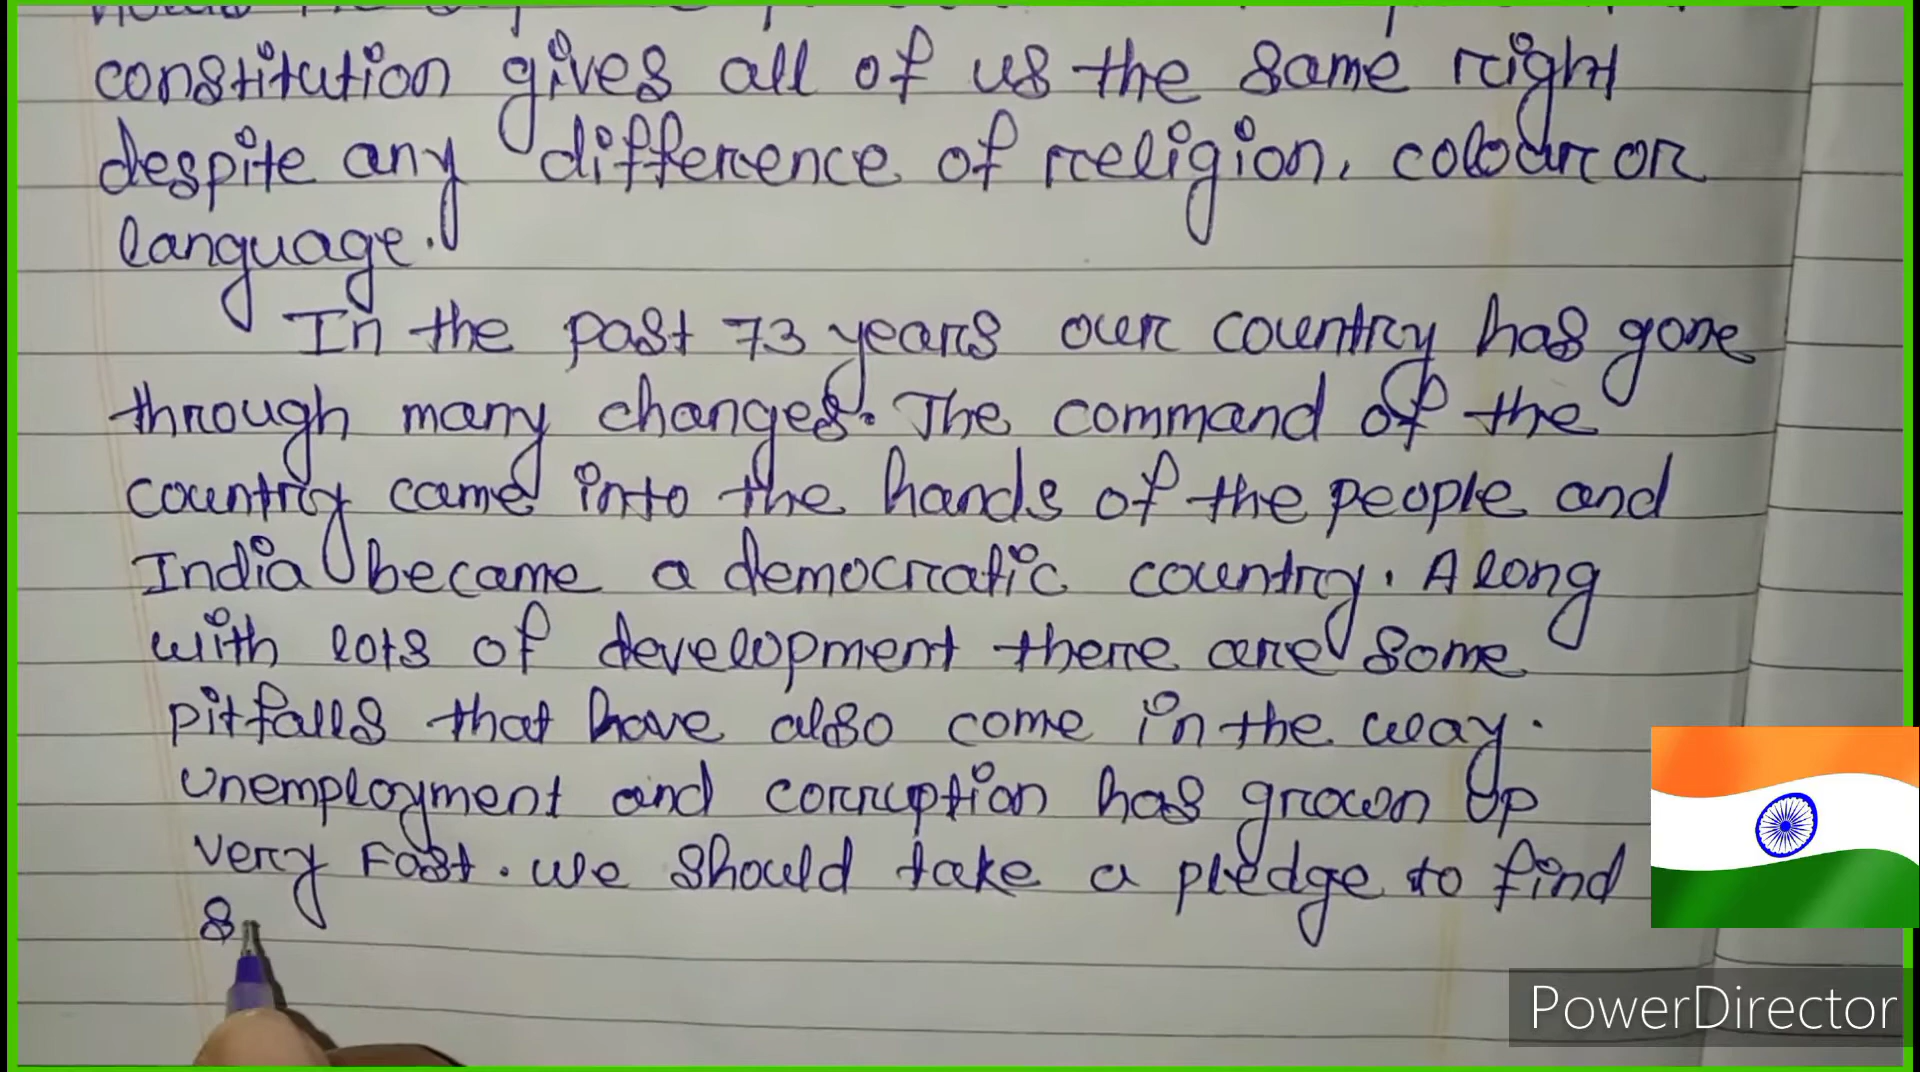 constitution gives all of us the same right
despite any difference of religion, colour or
language.
In the past 73 years our country has gone
through many changes. The command of the
country came into the hands of the people and
India became a democratic country. Along
with lots of development there are some
pitfalls that have also come in the way.
Unemployment and corruption has grown up
very Fast. we should take a pledge to find
s
PowerDirector